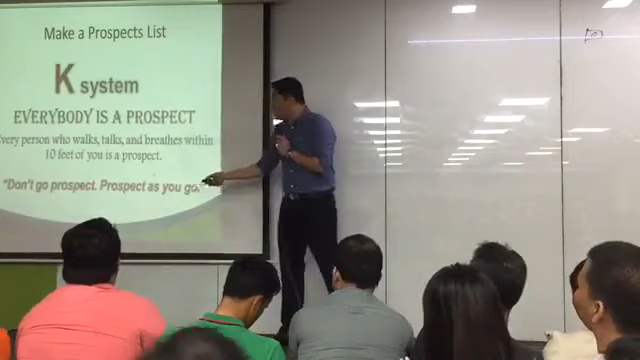 Make a Prospects List
K system
EVERYBODY IS A PROSPECT
very person who walks, talks, and breathes within
10 feet of you is a prospect.
"Don't go prospect. Prospect as you go.